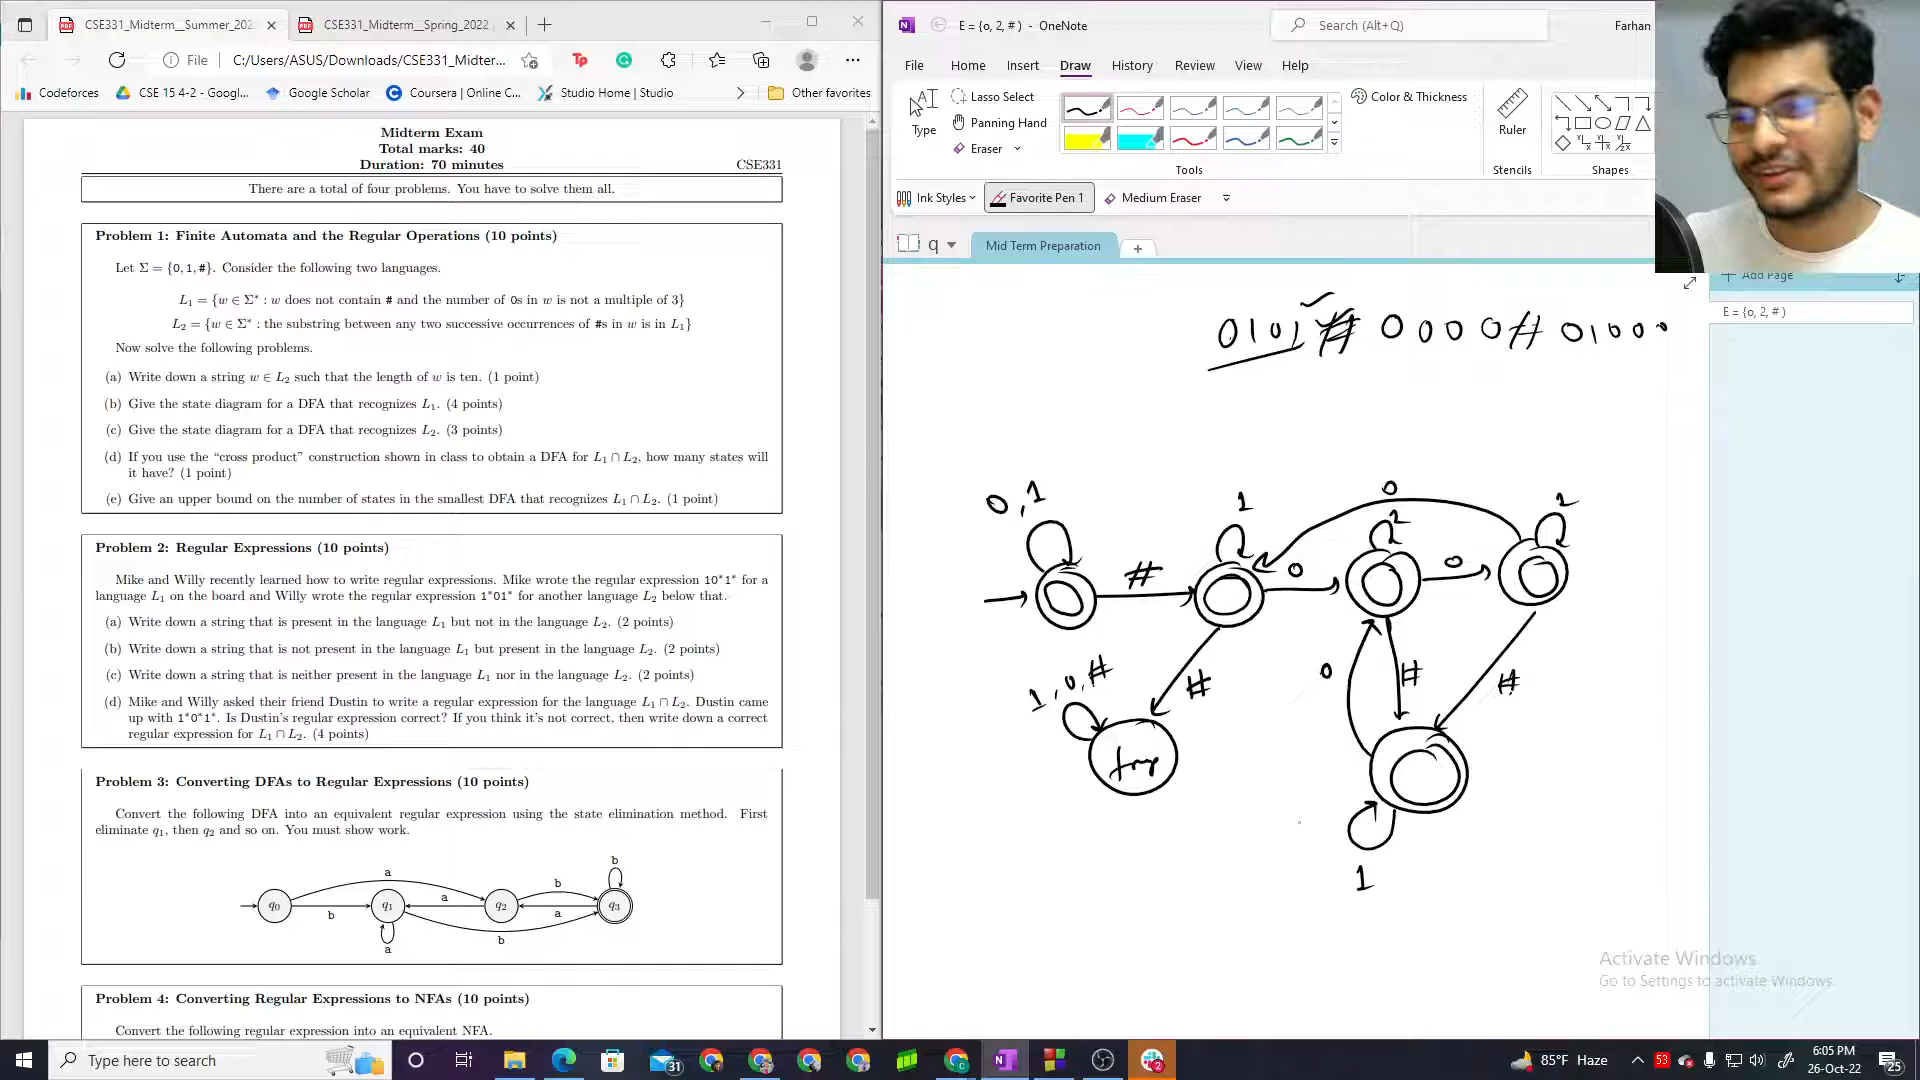 CSE331_Midterm__Summer_202
CSE331_Midterm__Spring_2022
File
C:/Users/ASUS/Downloads/CSE331_Midter...
Codeforces
CSE 15 4-2 - Googl...
Google Scholar
Coursera | Online C...
Studio Home | Studio
Other favorites
Midterm Exam
Total marks: 40
Duration: 70 minutes
CSE331
There are a total of four problems. You have to solve them all.
Problem 1: Finite Automata and the Regular Operations (10 points)
Let Σ = {0, 1, #}. Consider the following two languages.
L₁ = {w ∈ Σ* : w does not contain # and the number of 0s in w is not a multiple of 3}
L₂ = {w ∈ Σ* : the substring between any two successive occurrences of #s in w is in L₁}
Now solve the following problems.
(a) Write down a string w ∈ L₂ such that the length of w is ten. (1 point)
(b) Give the state diagram for a DFA that recognizes L₁. (4 points)
(c) Give the state diagram for a DFA that recognizes L₂. (3 points)
(d) If you use the “cross product” construction shown in class to obtain a DFA for L₁ ∩ L₂, how many states will
it have? (1 point)
(e) Give an upper bound on the number of states in the smallest DFA that recognizes L₁ ∩ L₂. (1 point)
Problem 2: Regular Expressions (10 points)
Mike and Willy recently learned how to write regular expressions. Mike wrote the regular expression 10*1* for a
language L₁ on the board and Willy wrote the regular expression 1*01* for another language L₂ below that.
(a) Write down a string that is present in the language L₁ but not in the language L₂. (2 points)
(b) Write down a string that is not present in the language L₁ but present in the language L₂. (2 points)
(c) Write down a string that is neither present in the language L₁ nor in the language L₂. (2 points)
(d) Mike and Willy asked their friend Dustin to write a regular expression for the language L₁ ∩ L₂. Dustin came
up with 1*0*1*. Is Dustin’s regular expression correct? If you think it’s not correct, then write down a correct
regular expression for L₁ ∩ L₂. (4 points)
Problem 3: Converting DFAs to Regular Expressions (10 points)
Convert the following DFA into an equivalent regular expression using the state elimination method. First
eliminate q₁, then q₂ and so on. You must show work.
b
a
b
q₀ q₁ a q₂ a q₃
b
b
a
Problem 4: Converting Regular Expressions to NFAs (10 points)
Convert the following regular expression into an equivalent NFA.
E = {o, 2, # ) - OneNote
Search (Alt+Q)
Farhan
File Home Insert Draw History Review View Help
Type
Lasso Select
Panning Hand
Eraser
Color & Thickness
Ruler
Tools
Stencils
Shapes
Ink Styles
Favorite Pen 1
Medium Eraser
q
Mid Term Preparation
Add Page
E = {o, 2, # )
0101 # 0000 # 01000
0,1
1
0
2
2
#
0
0
#
0
#
#
1,0,#
1
Activate Windows
Go to Settings to activate Windows.
Type here to search
31
53
2
85°F Haze
6:05 PM
26-Oct-22
25